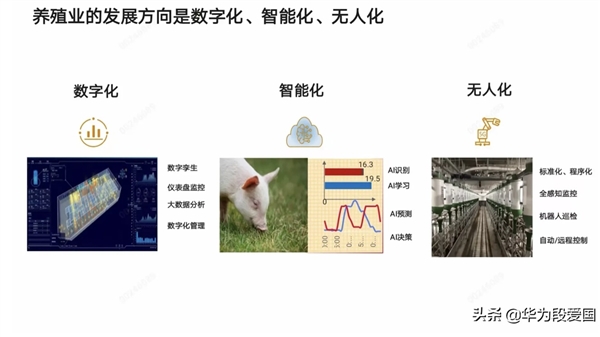 养殖业的发展方向是数字化、智能化、无人化
数字化
智能化
无人化
数字孪生
仪表盘监控
大数据分析
数字化管理
16.3
19.5
0
AI识别
AI学习
AI预测
AI决策
标准化、程序化
全感知监控
机器人巡检
自动/远程控制
头条 @华为段爱国